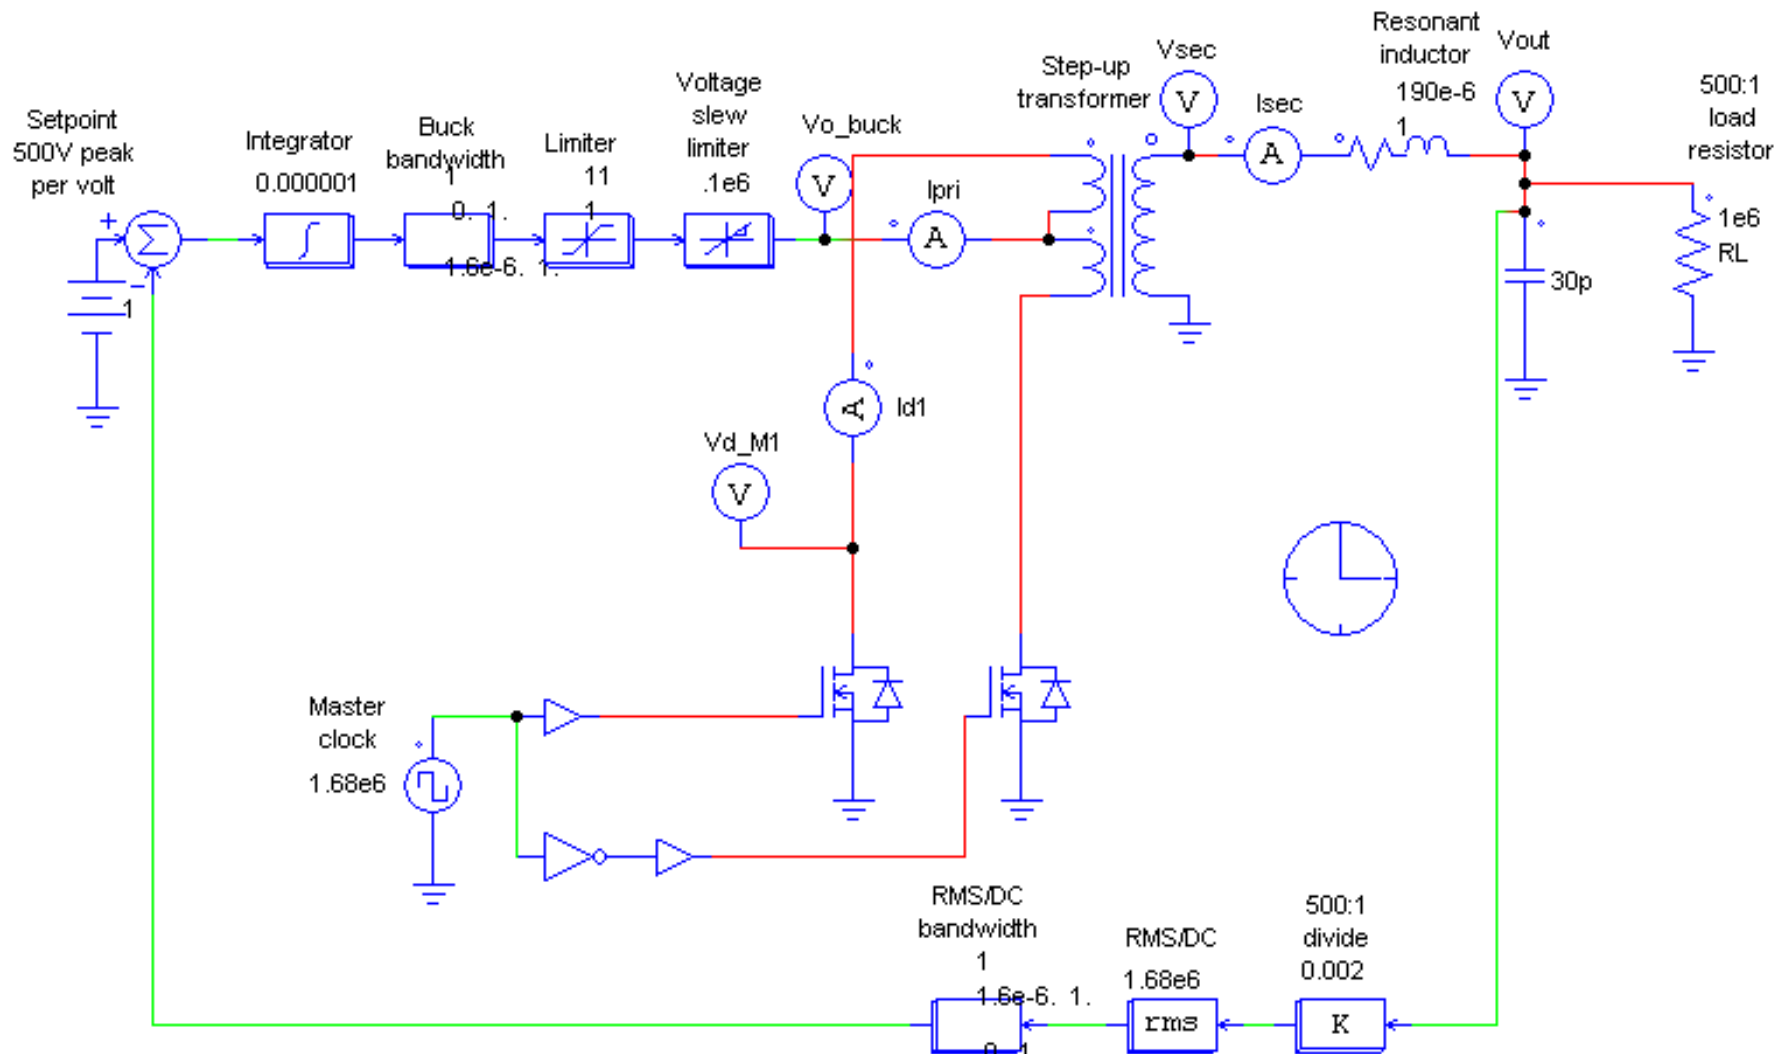 Setpoint
500V peak
per volt
+
Σ
-
1
Integrator
0.000001
∫
Buck
bandwidth
1
0. 1.
1.6e-6. 1.
Limiter
11
1
Voltage
slew
limiter
.1e6
Vo_buck
V
Ipri
A
Step-up
transformer
Vsec
V
Isec
A
Resonant
inductor
190e-6
1
Vout
V
500:1
load
resistor
1e6
RL
30p
A
Id1
Vd_M1
V
Master
clock
1.68e6
RMS/DC
bandwidth
1
1.6e-6. 1.
0. 1.
RMS/DC
1.68e6
rms
500:1
divide
0.002
K